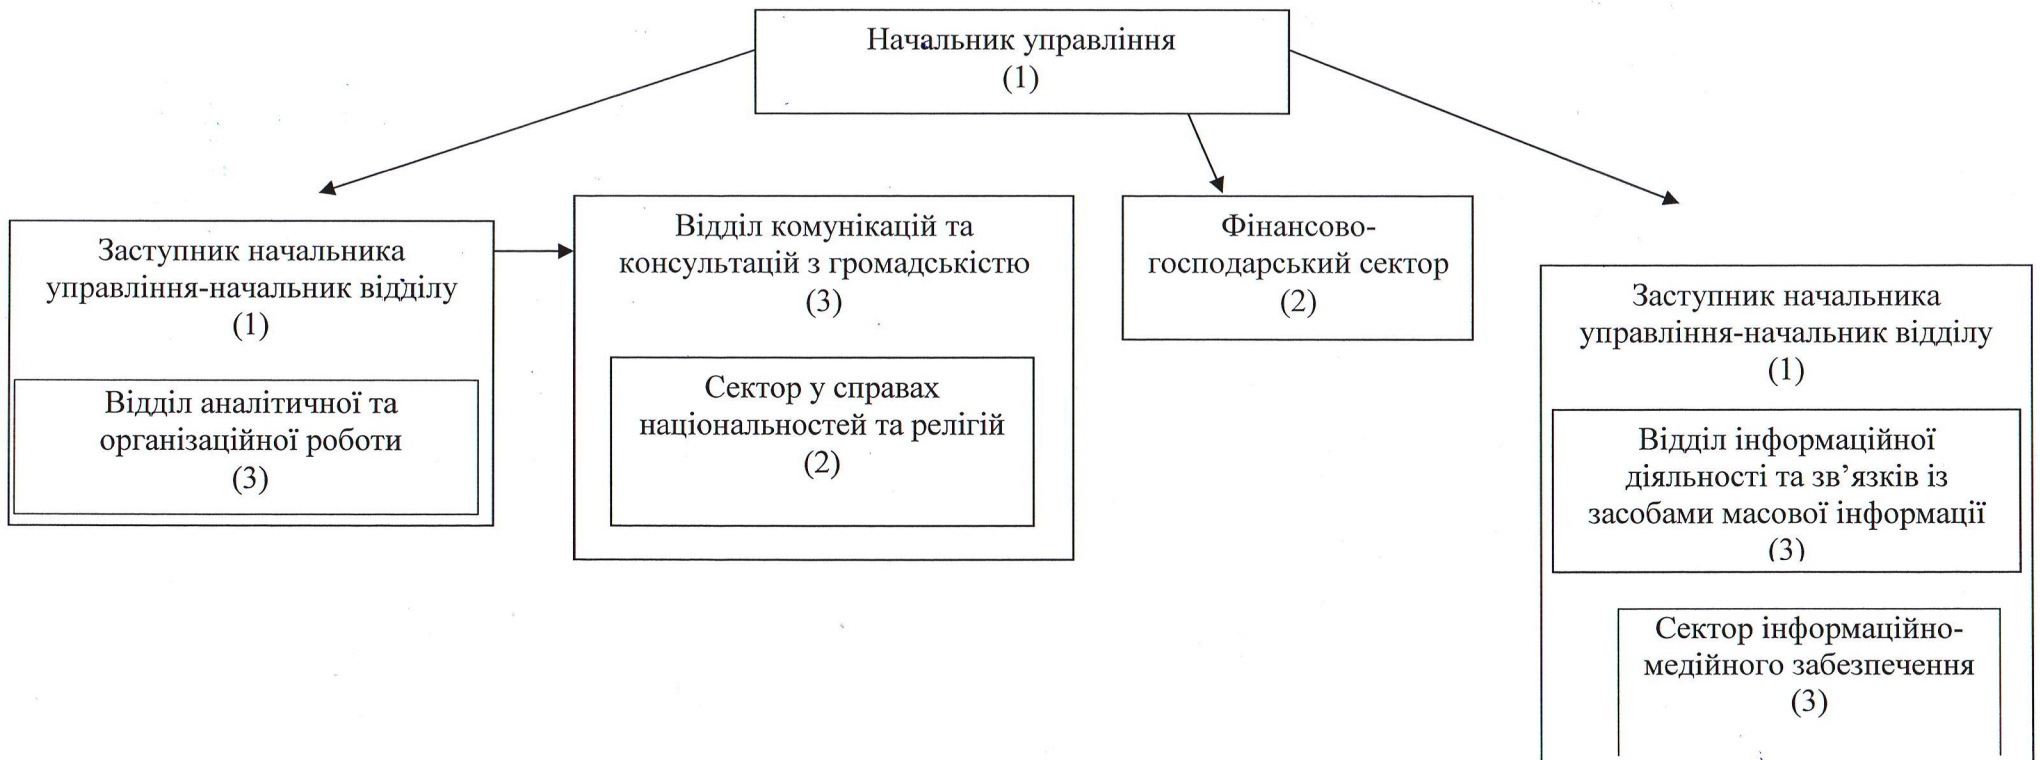 Начальник управління
(1)
Заступник начальника
управління-начальник відділу
(1)
Відділ аналітичної та
організаційної роботи
(3)
Відділ комунікацій та
консультацій з громадськістю
(3)
Сектор у справах
національностей та релігій
(2)
Фінансово-
господарський сектор
(2)
Заступник начальника
управління-начальник відділу
(1)
Відділ інформаційної
діяльності та зв’язків із
засобами масової інформації
(3)
Сектор інформаційно-
медійного забезпечення
(3)